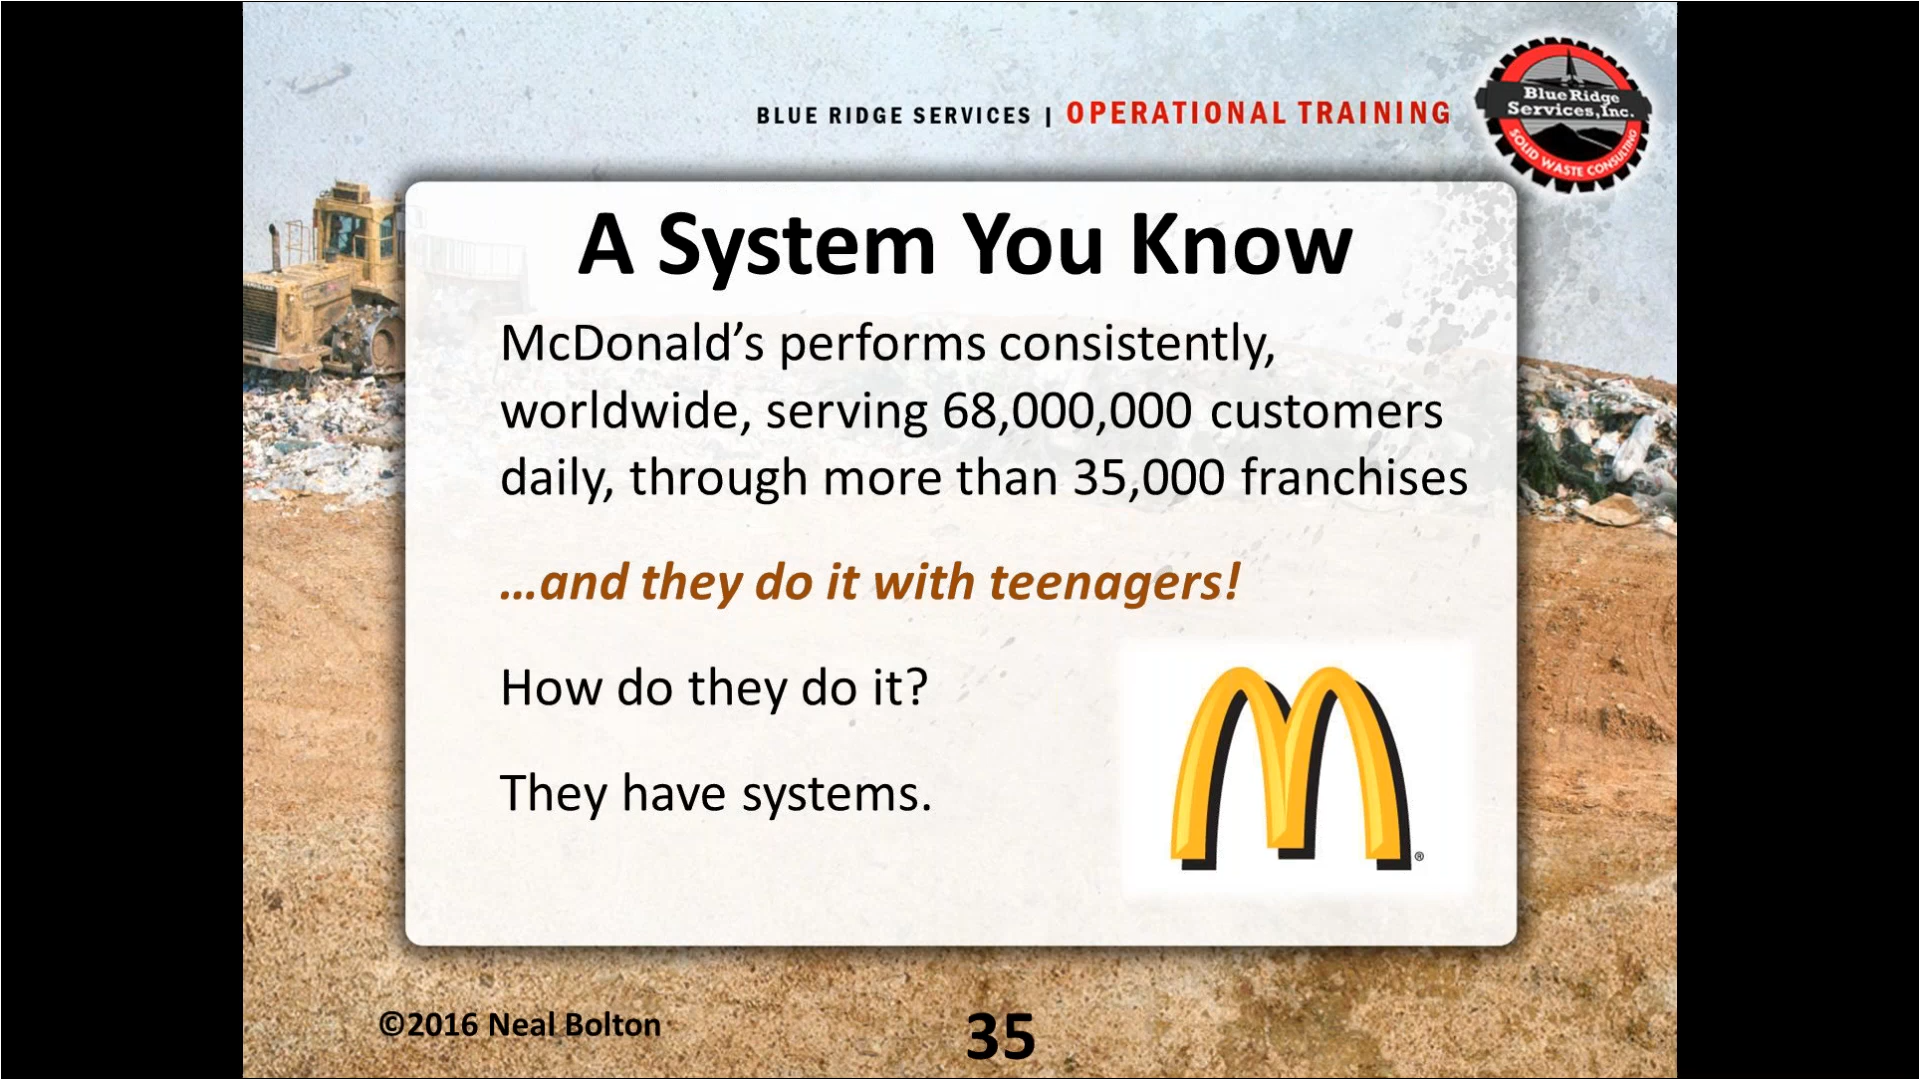 BLUE RIDGE SERVICES | OPERATIONAL TRAINING
Blue Ridge
Services, Inc.
SOLID WASTE CONSULTING
A System You Know
McDonald’s performs consistently,
worldwide, serving 68,000,000 customers
daily, through more than 35,000 franchises
…and they do it with teenagers!
How do they do it?
They have systems.
®
©2016 Neal Bolton
35